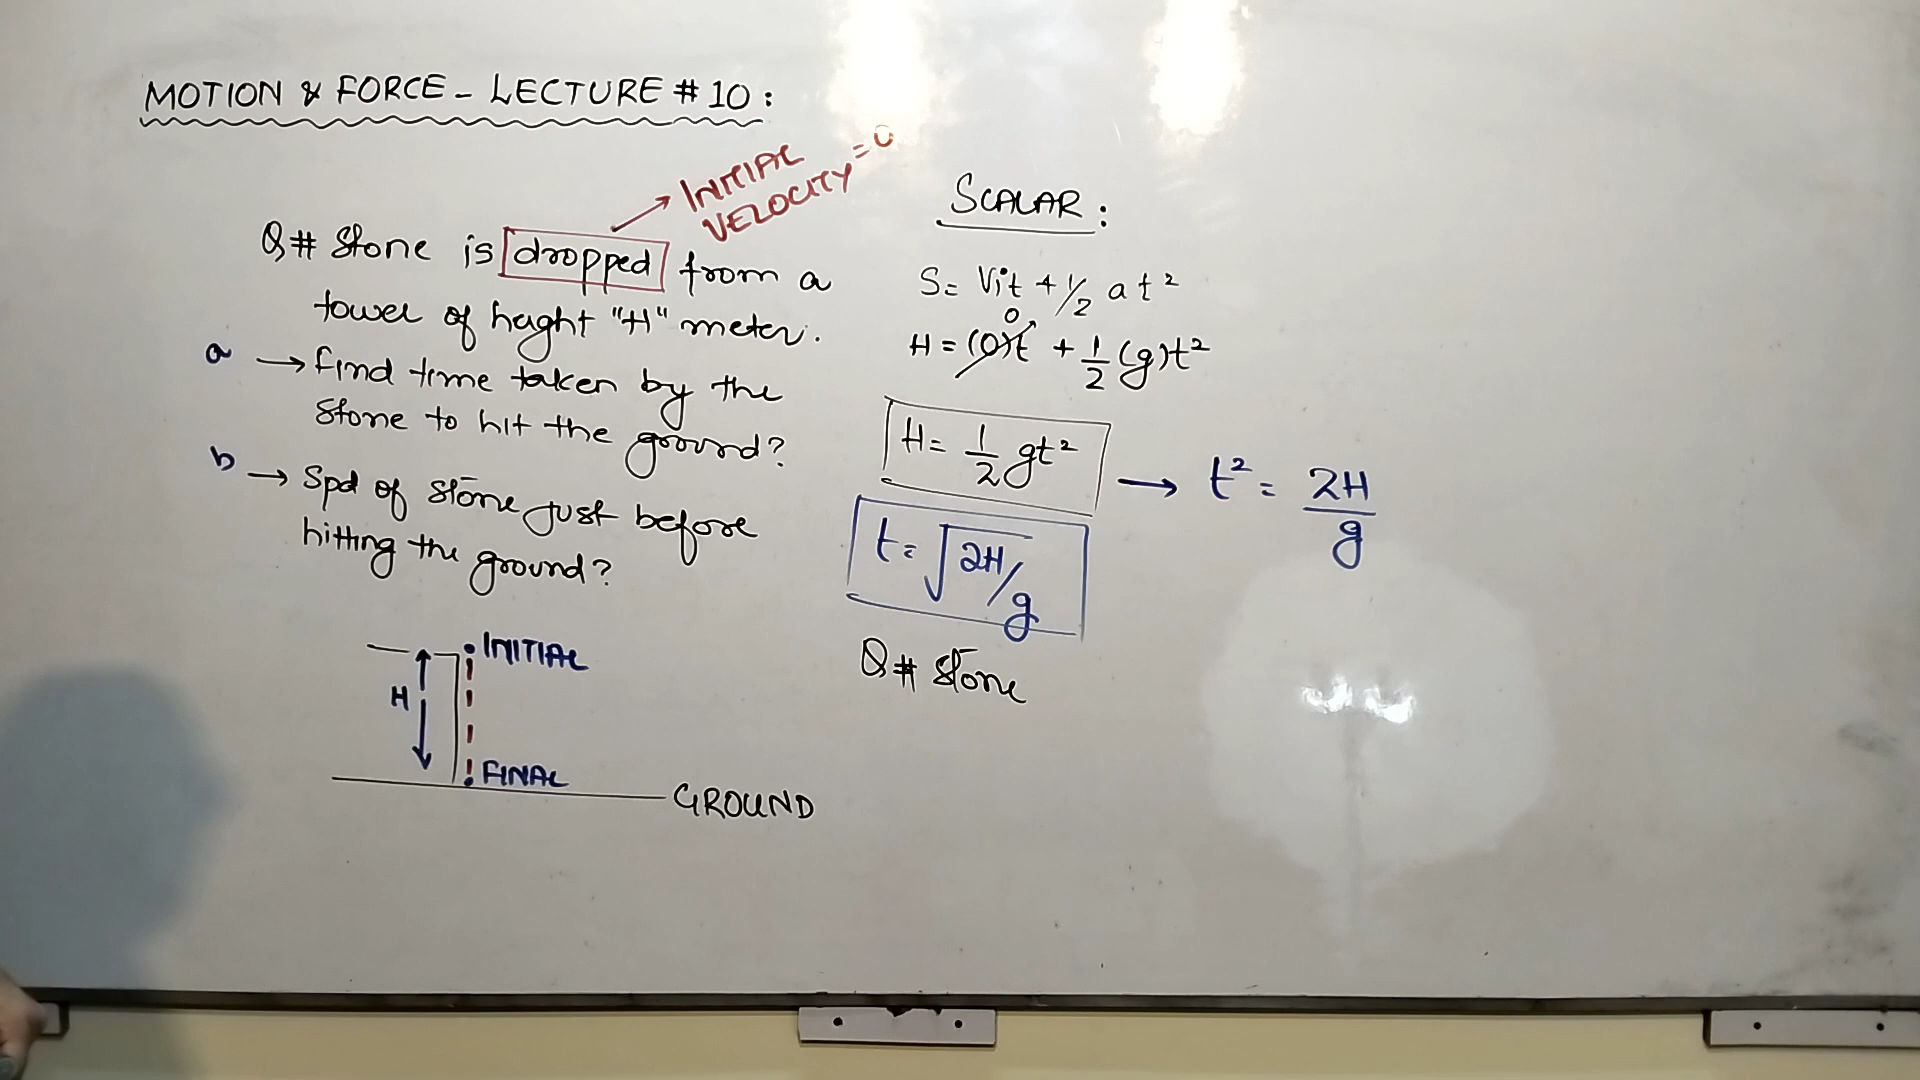 MOTION & FORCE - LECTURE # 10 :
INITIAL
VELOCITY = 0
Q# Stone is dropped from a
tower of height "H" meter.
a → find time taken by the
stone to hit the ground?
b → Spd of stone just before
hitting the ground?
H
INITIAL
FINAL
GROUND
SCALAR :
S = Vit + 1/2 at²
0
H = (0)t + 1/2 (g)t²
H = 1/2 gt² → t² = 2H/g
t = √2H/g
Q# Stone